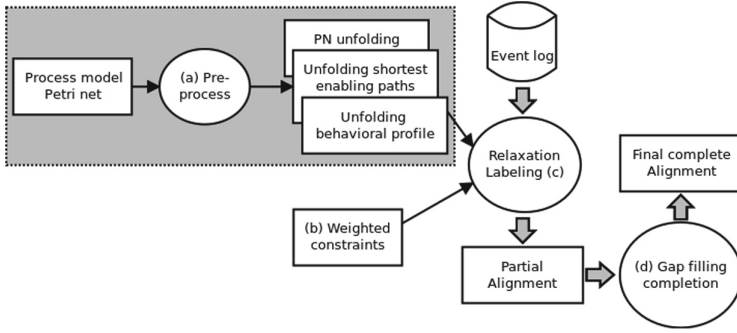 Process model
Petri net
(a) Pre-
process
PN unfolding
Unfolding shortest
enabling paths
Unfolding
behavioral profile
Event log
Relaxation
Labeling (c)
(b) Weighted
constraints
Partial
Alignment
(d) Gap filling
completion
Final complete
Alignment